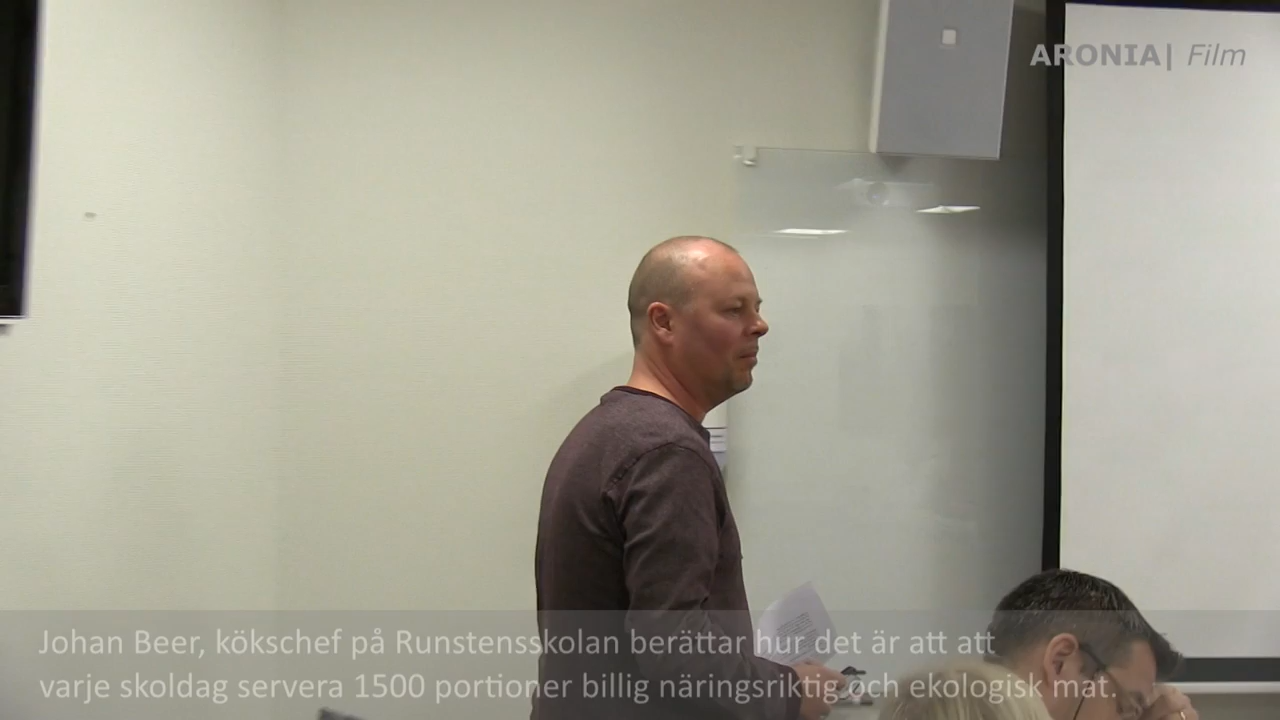 ARONIA| Film
Johan Beer, kökschef på Runstensskolan berättar hur det är att att
varje skoldag servera 1500 portioner billig näringsriktig och ekologisk mat.